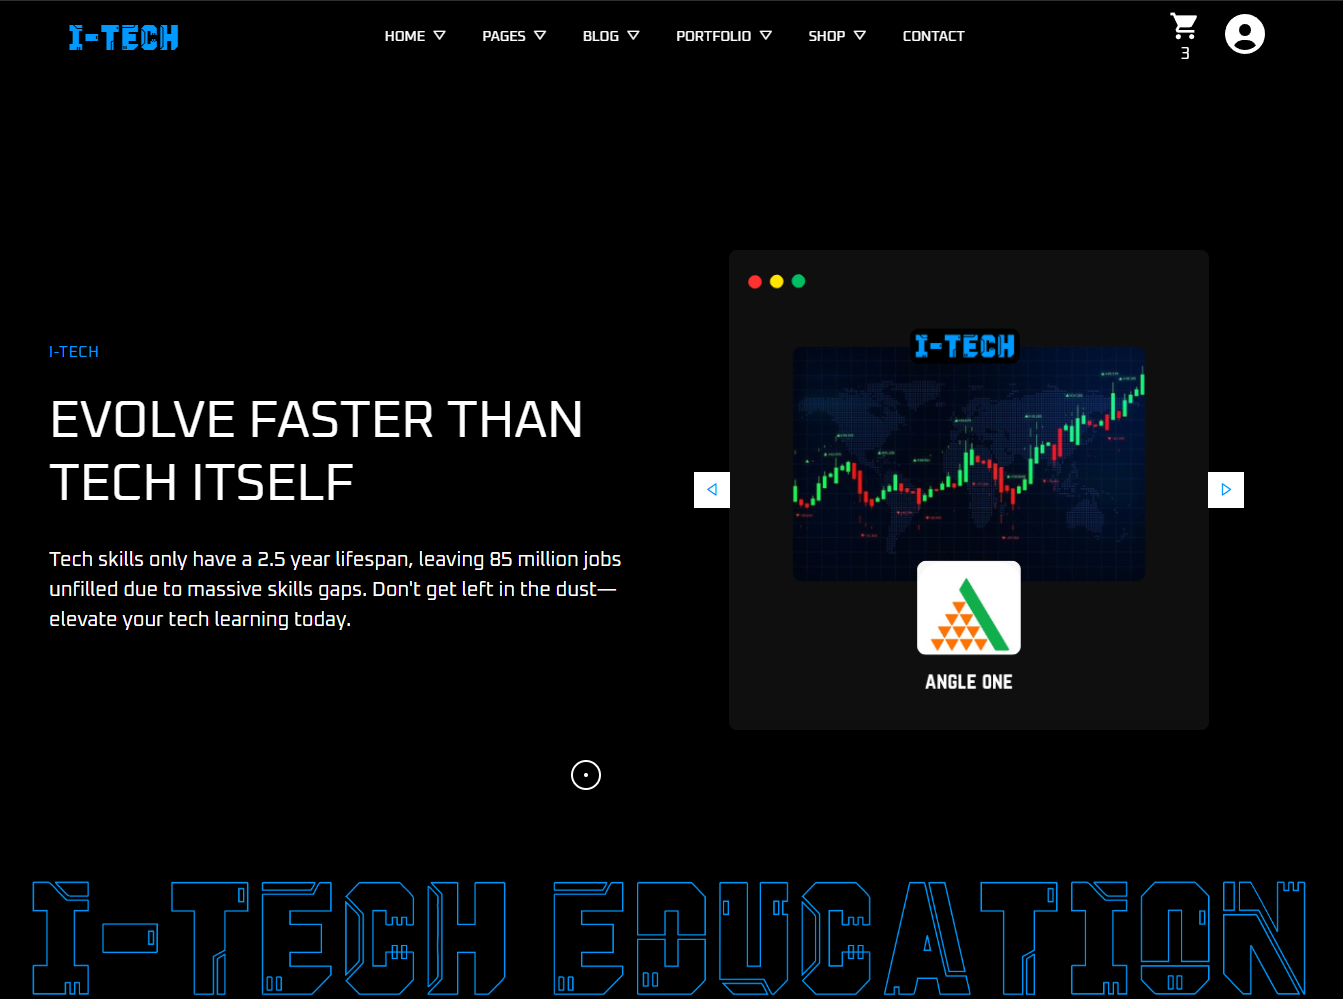 I-TECH
HOME PAGES BLOG PORTFOLIO SHOP CONTACT
3
I-TECH
EVOLVE FASTER THAN
TECH ITSELF
Tech skills only have a 2.5 year lifespan, leaving 85 million jobs
unfilled due to massive skills gaps. Don't get left in the dust—
elevate your tech learning today.
I-TECH
ANGLE ONE
I-TECH EDUCATION